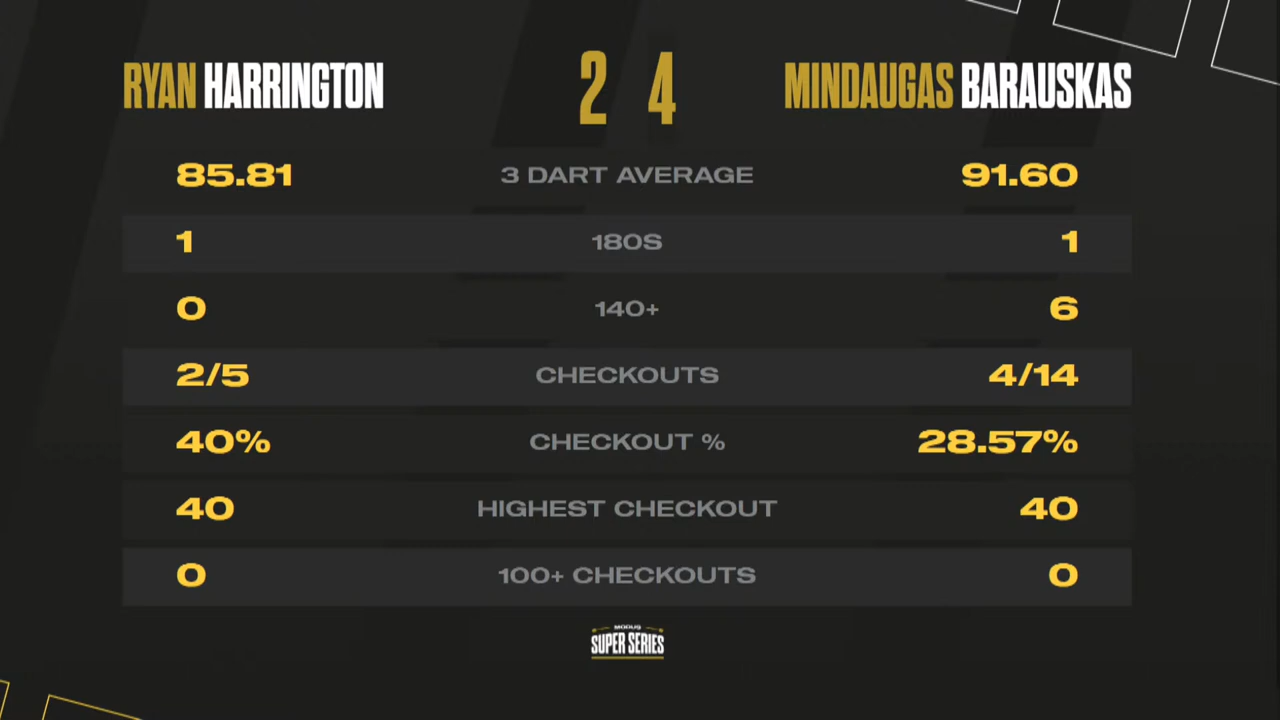 RYAN HARRINGTON 2 4 MINDAUGAS BARAUSKAS
85.81 3 DART AVERAGE 91.60
1 180S 1
0 140+ 6
2/5 CHECKOUTS 4/14
40% CHECKOUT % 28.57%
40 HIGHEST CHECKOUT 40
0 100+ CHECKOUTS 0
MODUS
SUPER SERIES